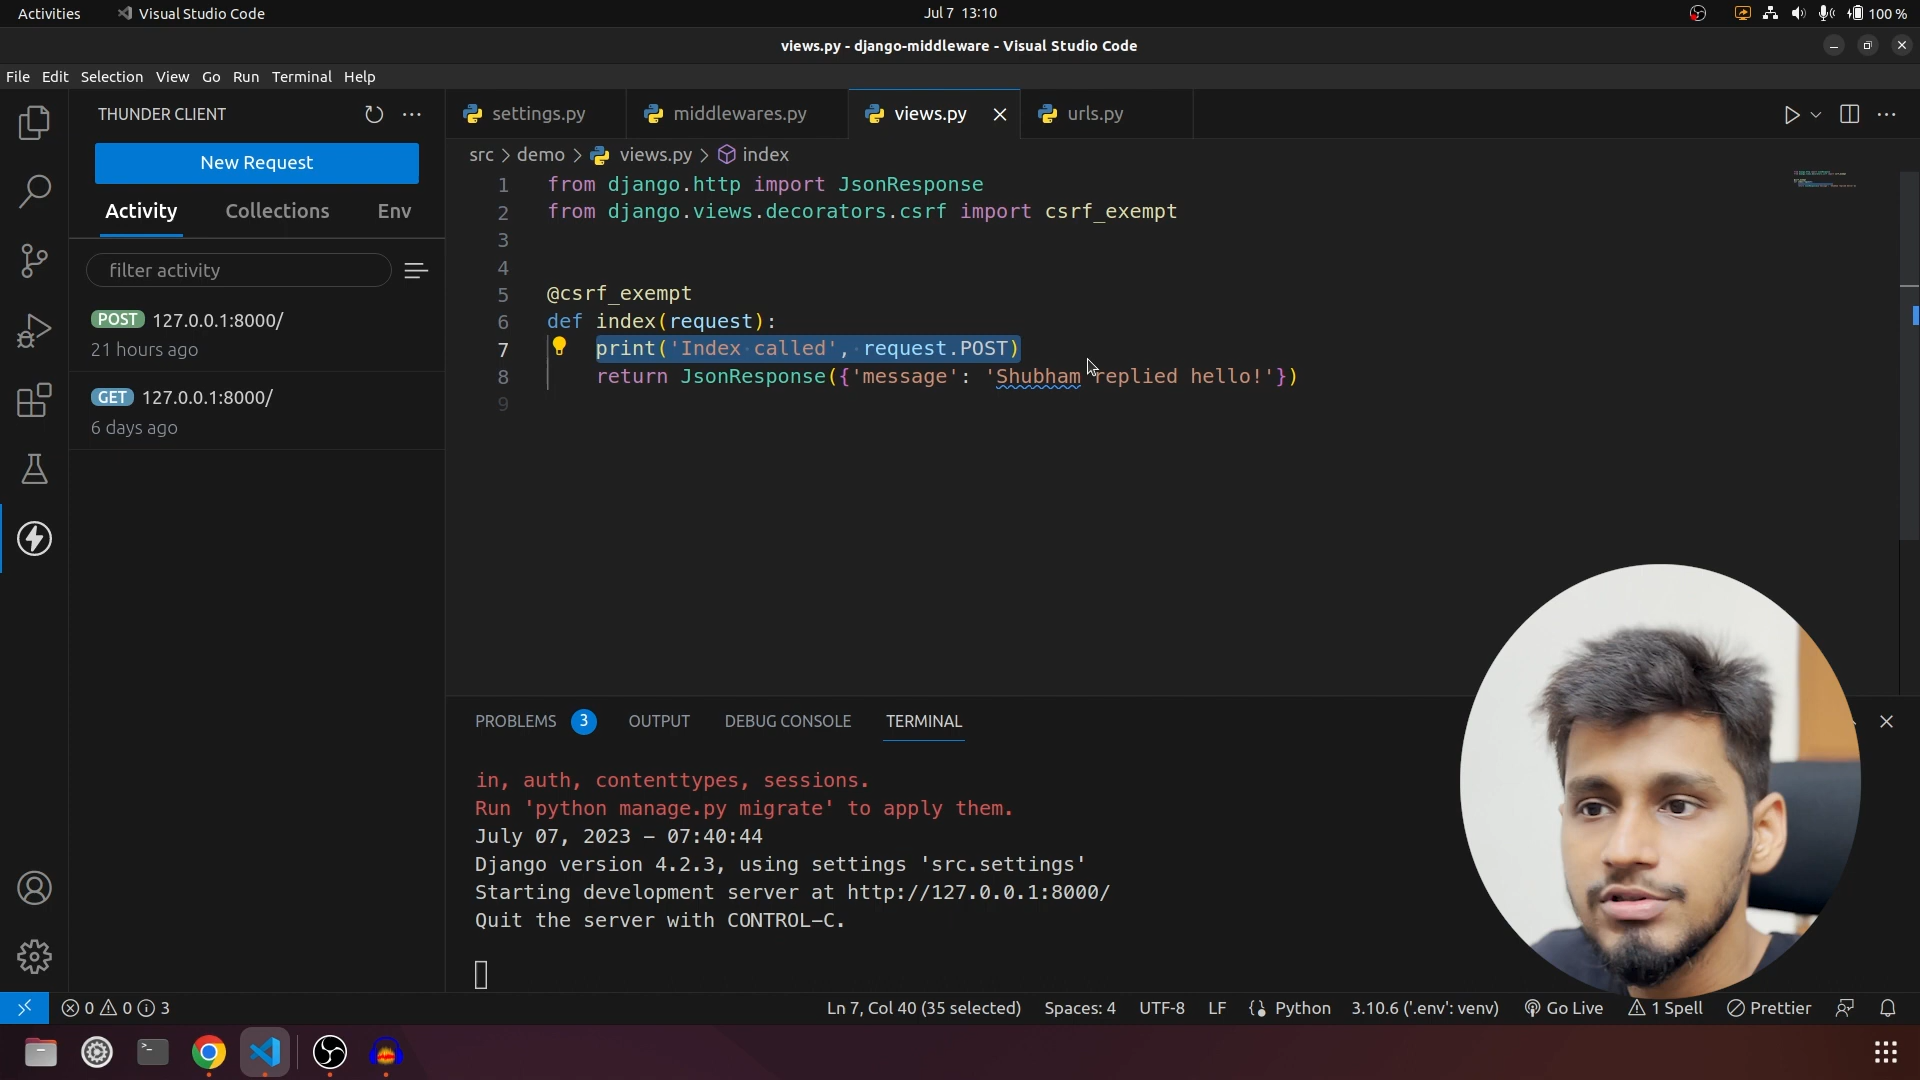 Activities
Visual Studio Code
Jul 7 13:10
100 %
views.py - django-middleware - Visual Studio Code
File Edit Selection View Go Run Terminal Help
THUNDER CLIENT
New Request
Activity Collections Env
filter activity
POST 127.0.0.1:8000/
21 hours ago
GET 127.0.0.1:8000/
6 days ago
settings.py
middlewares.py
views.py
urls.py
src > demo > views.py > index
1 from django.http import JsonResponse
2 from django.views.decorators.csrf import csrf_exempt
3
4
5 @csrf_exempt
6 def index(request):
7 print('Index called', request.POST)
8 return JsonResponse({'message': 'Shubham replied hello!'})
9
PROBLEMS 3 OUTPUT DEBUG CONSOLE TERMINAL
in, auth, contenttypes, sessions.
Run 'python manage.py migrate' to apply them.
July 07, 2023 - 07:40:44
Django version 4.2.3, using settings 'src.settings'
Starting development server at http://127.0.0.1:8000/
Quit the server with CONTROL-C.
0 0 3
Ln 7, Col 40 (35 selected) Spaces: 4 UTF-8 LF Python 3.10.6 ('.env': venv) Go Live 1 Spell Prettier